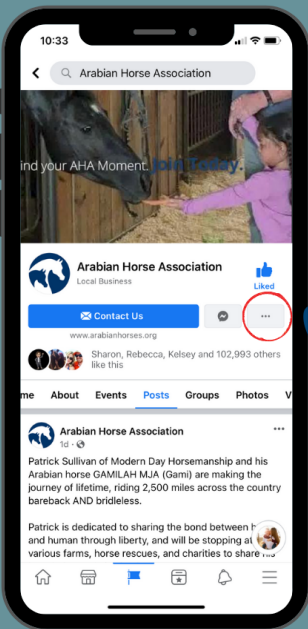 10:33
Arabian Horse Association
ind your AHA Moment. Join Today.
Arabian Horse Association
Local Business
Liked
Contact Us
...
www.arabianhorses.org
Sharon, Rebecca, Kelsey and 102,993 others
like this
me About Events Posts Groups Photos V
Arabian Horse Association
...
1d ·
Patrick Sullivan of Modern Day Horsemanship and his
Arabian horse GAMILAH MJA (Gami) are making the
journey of lifetime, riding 2,500 miles across the country
bareback AND bridleless.
Patrick is dedicated to sharing the bond between h
and human through liberty, and will be stopping at
various farms, horse rescues, and charities to share his